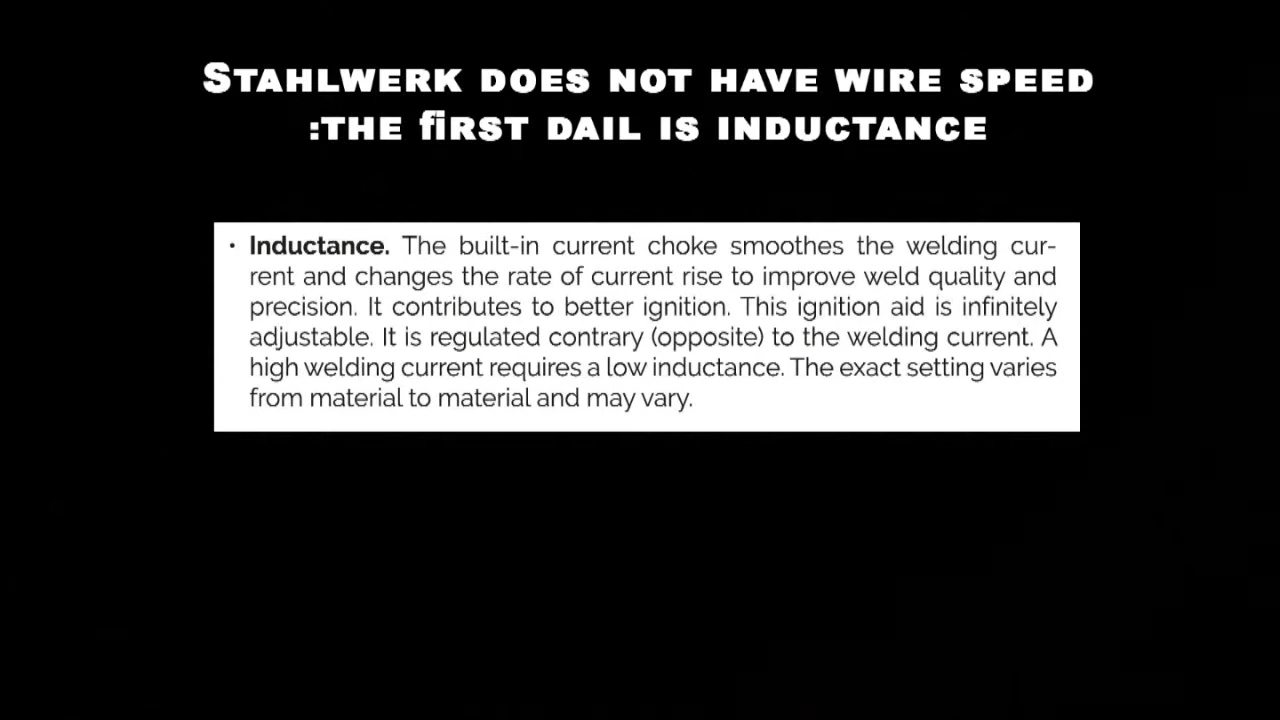 STAHLWERK DOES NOT HAVE WIRE SPEED
:THE fiRST DAIL IS INDUCTANCE
• Inductance. The built-in current choke smoothes the welding cur-
rent and changes the rate of current rise to improve weld quality and
precision. It contributes to better ignition. This ignition aid is infinitely
adjustable. It is regulated contrary (opposite) to the welding current. A
high welding current requires a low inductance. The exact setting varies
from material to material and may vary.